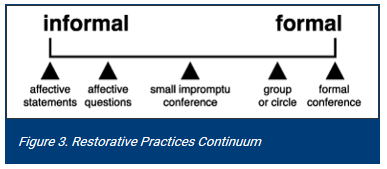 informal formal
affective statements
affective questions
small impromptu conference
group or circle
formal conference
Figure 3. Restorative Practices Continuum